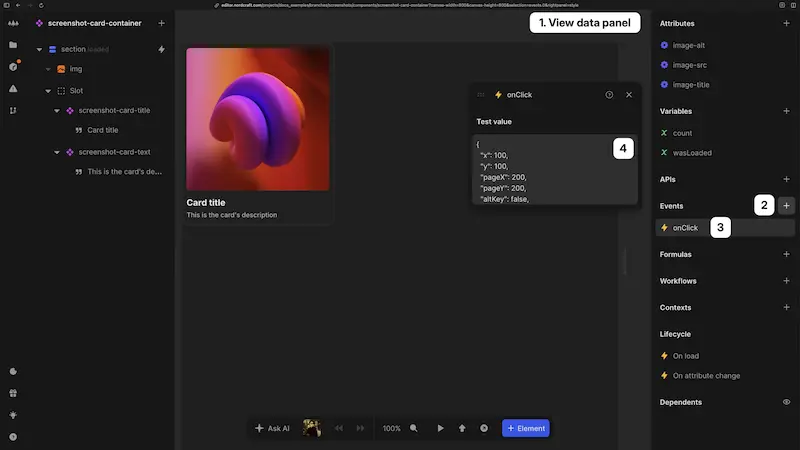 editor.nordcraft.com/projects/docs_examples/branches/screenshots/components/screenshot-card-container?canvas-width=800&canvas-height=800&selection=nodes.0&rightpanel=style
screenshot-card-container
section.loaded
img
Slot
screenshot-card-title
Card title
screenshot-card-text
This is the card's de...
1. View data panel
Card title
This is the card's description
onClick
Test value
{
"x": 100,
"y": 100,
"pageX": 200,
"pageY": 200,
"altKey": false,
4
Attributes
image-alt
image-src
image-title
Variables
count
wasLoaded
APIs
Events
2
onClick
3
Formulas
Workflows
Contexts
Lifecycle
On load
On attribute change
Dependents
Ask AI
100%
Element